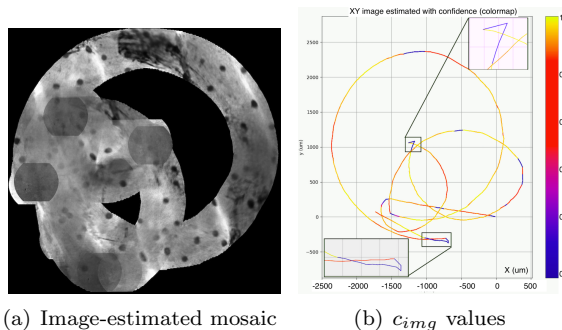 XY image estimated with confidence (colormap)
2500
2000
1500
1000
500
0
-500
y (um)
X (um)
-2500 -2000 -1500 -1000 -500 0 500
(a) Image-estimated mosaic
(b) c_img values